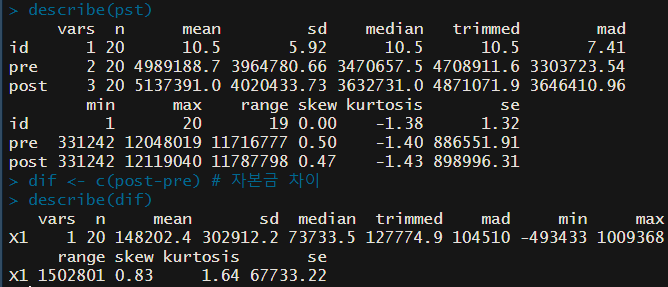 > describe(pst)
     vars  n      mean         sd    median   trimmed        mad
id      1 20      10.5       5.92      10.5      10.5       7.41
pre     2 20 4989188.7 3964780.66 3470657.5 4708911.6 3303723.54
post    3 20 5137391.0 4020433.73 3632731.0 4871071.9 3646410.96
        min      max    range skew kurtosis        se
id        1       20       19 0.00    -1.38      1.32
pre  331242 12048019 11716777 0.50    -1.40 886551.91
post 331242 12119040 11787798 0.47    -1.43 898996.31
> dif <- c(post-pre) # 자본금 차이
> describe(dif)
   vars  n     mean       sd  median  trimmed    mad     min     max
X1    1 20 148202.4 302912.2 73733.5 127774.9 104510 -493433 1009368
     range skew kurtosis       se
X1 1502801 0.83     1.64 67733.22